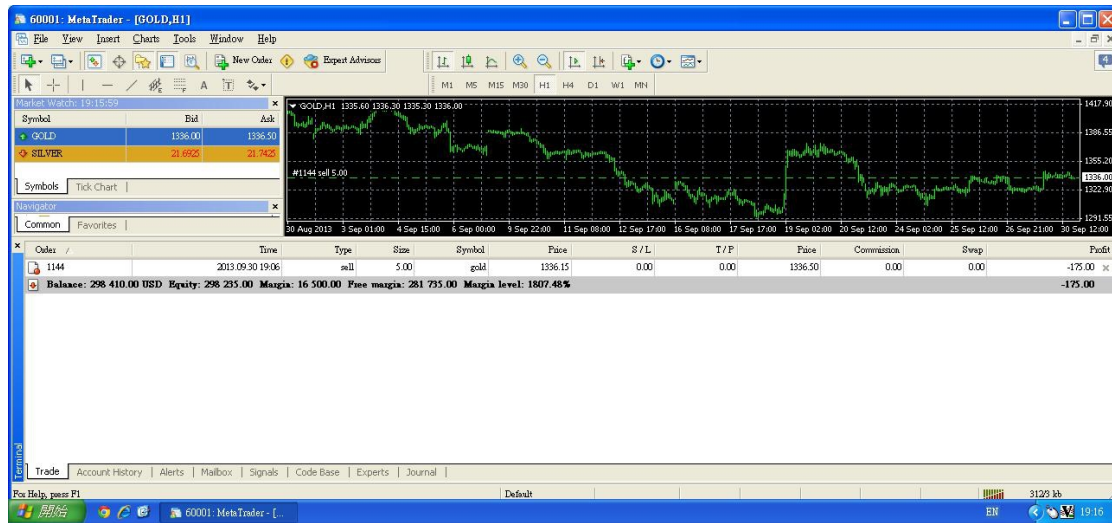 60001: MetaTrader - [GOLD,H1]
File View Insert Charts Tools Window Help
New Order Expert Advisors 4
A T M1 M5 M15 M30 H1 H4 D1 W1 MN
Market Watch: 19:15:59
Symbol Bid Ask
GOLD 1336.00 1336.50
SILVER 21.6925 21.7425
Symbols Tick Chart
Navigator
Common Favorites
GOLD,H1 1335.60 1336.30 1335.30 1336.00
#1144 sell 5.00
1417.90
1386.55
1355.20
1336.00
1322.90
1291.55
30 Aug 2013 3 Sep 01:00 4 Sep 15:00 6 Sep 00:00 9 Sep 22:00 11 Sep 08:00 12 Sep 17:00 16 Sep 08:00 17 Sep 17:00 19 Sep 02:00 20 Sep 12:00 24 Sep 02:00 25 Sep 12:00 26 Sep 21:00 30 Sep 12:00
Order / Time Type Size Symbol Price S / L T / P Price Commission Swap Profit
1144 2013.09.30 19:06 sell 5.00 gold 1336.15 0.00 0.00 1336.50 0.00 0.00 -175.00
Balance: 298 410.00 USD Equity: 298 235.00 Margin: 16 500.00 Free margin: 281 735.00 Margin level: 1807.48% -175.00
Terminal
Trade Account History Alerts Mailbox Signals Code Base Experts Journal
For Help, press F1 Default 312/3 kb
開始 60001: MetaTrader - [... EN 19:16